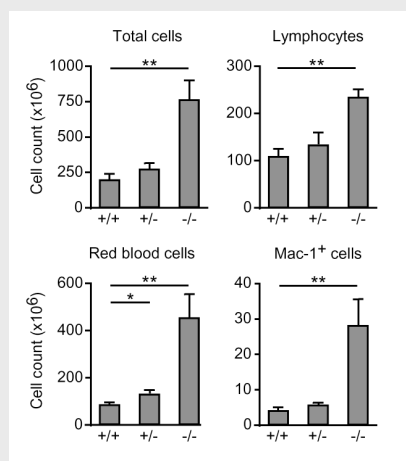 Total cells
Lymphocytes
Cell count (x10⁶)
1000
750
500
250
0
**
+/+ +/- -/-
300
200
100
0
**
+/+ +/- -/-
Red blood cells
Mac-1⁺ cells
Cell count (x10⁶)
600
400
200
0
**
*
+/+ +/- -/-
40
30
20
10
0
**
+/+ +/- -/-